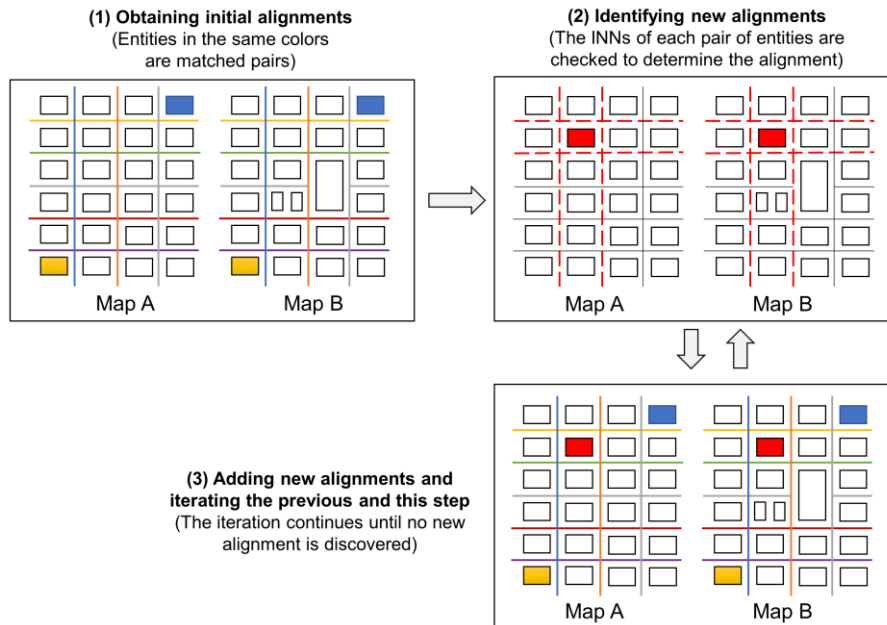 (1) Obtaining initial alignments
(Entities in the same colors
are matched pairs)
(2) Identifying new alignments
(The INNs of each pair of entities are
checked to determine the alignment)
Map A
Map B
Map A
Map B
(3) Adding new alignments and
iterating the previous and this step
(The iteration continues until no new
alignment is discovered)
Map A
Map B